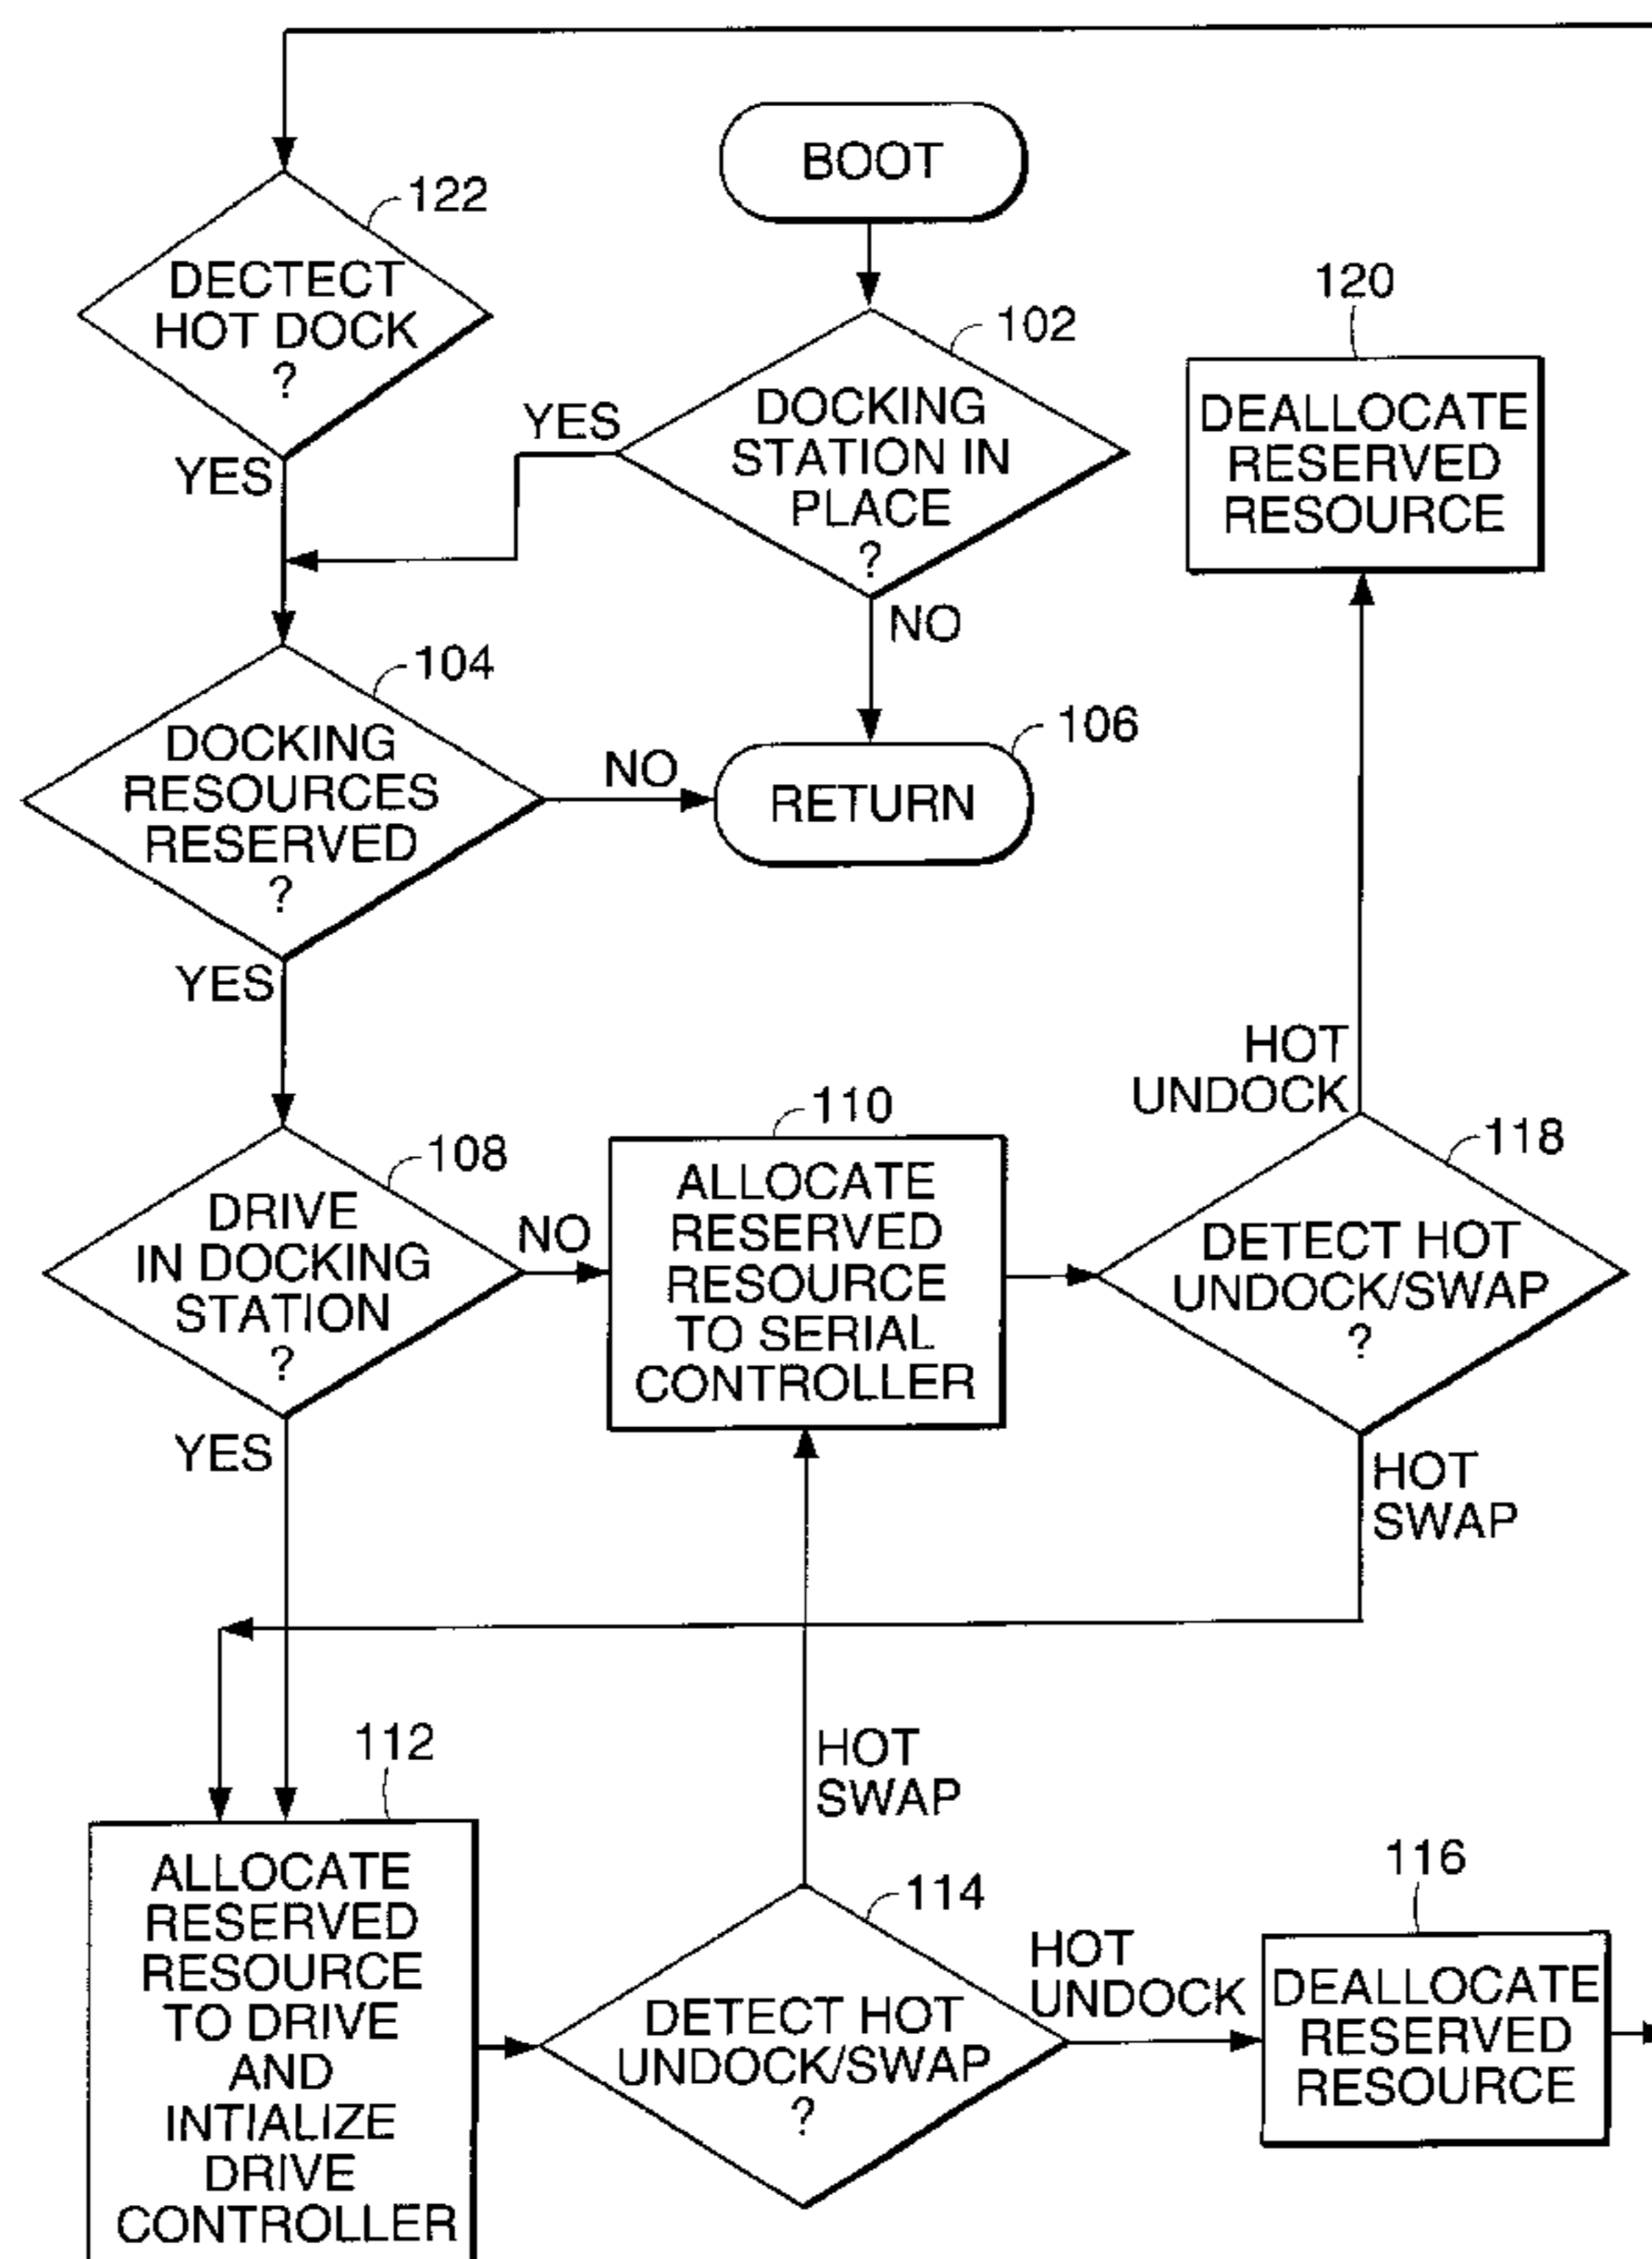 BOOT
122
DECTECT
HOT DOCK
?
YES
102
DOCKING
STATION IN
PLACE
?
YES
NO
120
DEALLOCATE
RESERVED
RESOURCE
104
DOCKING
RESOURCES
RESERVED
?
NO
YES
106
RETURN
108
DRIVE
IN DOCKING
STATION
?
NO
YES
110
ALLOCATE
RESERVED
RESOURCE
TO SERIAL
CONTROLLER
HOT
UNDOCK
118
DETECT HOT
UNDOCK/SWAP
?
HOT
SWAP
112
ALLOCATE
RESERVED
RESOURCE
TO DRIVE
AND
INTIALIZE
DRIVE
CONTROLLER
HOT
SWAP
114
DETECT HOT
UNDOCK/SWAP
?
HOT
UNDOCK
116
DEALLOCATE
RESERVED
RESOURCE